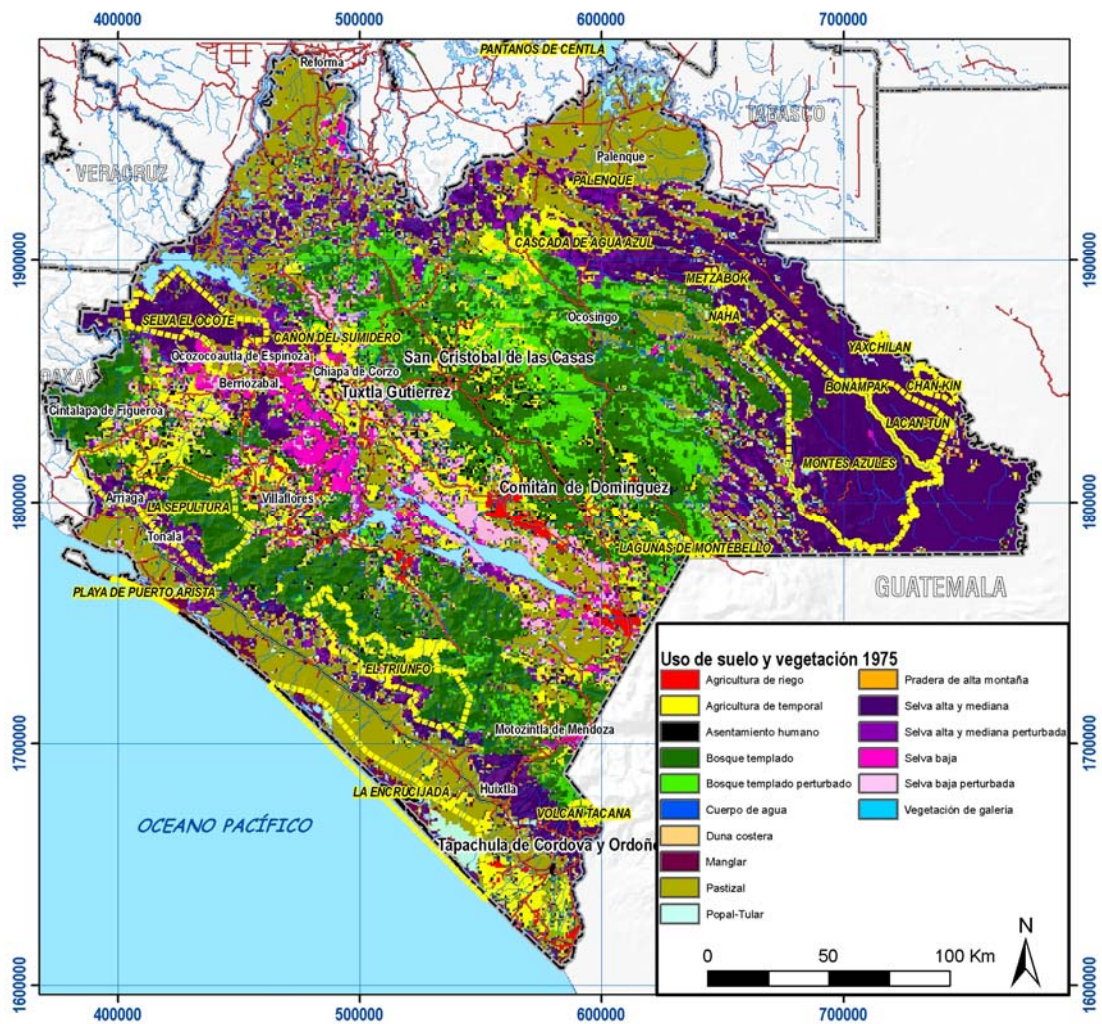 400000
500000
600000
700000
PANTANOS DE CENTLA
Reforma
TABASCO
VERACRUZ
Palenque
PALENQUE
1900000
1900000
CASCADA DE AGUA AZUL
METZABOK
SELVA EL OCOTE
CAÑON DEL SUMIDERO
Ocosingo
NAHA
YAXCHILAN
OAXAC
Ocozocoautla de Espinoza
San Cristobal de las Casas
Chiapa de Corzo
Berriozabal
Tuxtla Gutierrez
BONAMPAK
CHAN-KIN
Cintalapa de Figueroa
LACAN-TUN
MONTES AZULES
Comitán de Dominguez
1800000
1800000
Arriaga
LA SEPULTURA
Villaflores
Tonala
LAGUNAS DE MONTEBELLO
GUATEMALA
PLAYA DE PUERTO ARISTA
EL TRIUNFO
Motozintla de Mendoza
1700000
1700000
Huixtla
LA ENCRUCIJADA
VOLCAN TACANA
OCEANO PACÍFICO
Tapachula de Cordova y Ordoñe
Uso de suelo y vegetación 1975
Agricultura de riego
Agricultura de temporal
Asentamiento humano
Bosque templado
Bosque templado perturbado
Cuerpo de agua
Duna costera
Manglar
Pastizal
Popal-Tular
Pradera de alta montaña
Selva alta y mediana
Selva alta y mediana perturbada
Selva baja
Selva baja perturbada
Vegetación de galería
N
0 50 100 Km
1600000
1600000
400000
500000
600000
700000